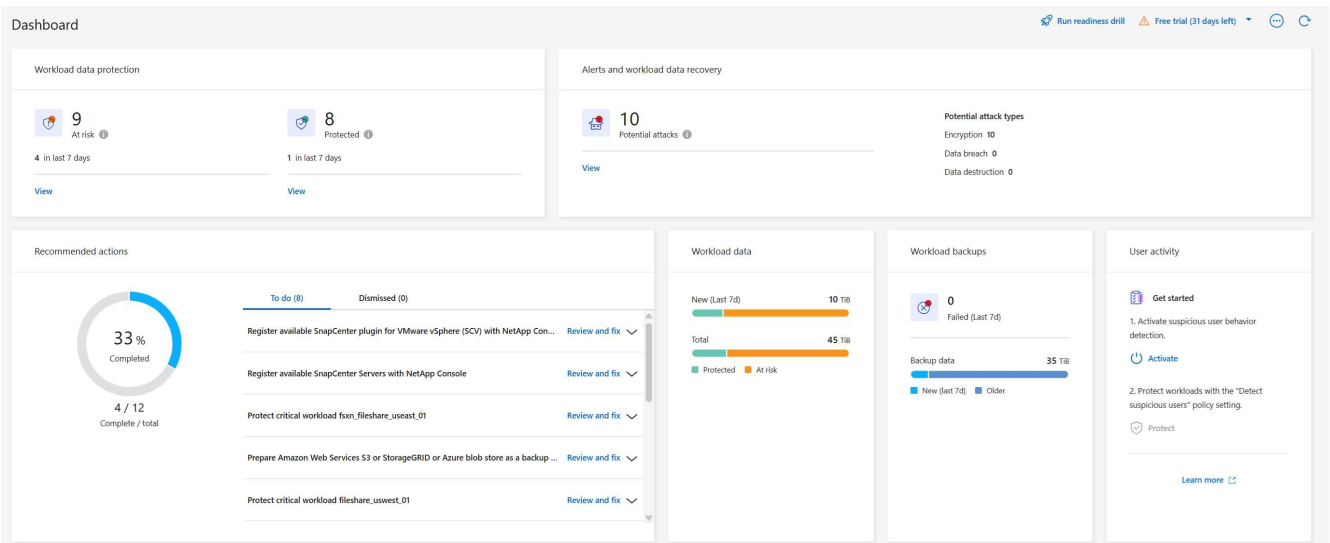 Dashboard
Run readiness drill
Free trial (31 days left)
Workload data protection
9
At risk
4 in last 7 days
View
8
Protected
1 in last 7 days
View
Alerts and workload data recovery
10
Potential attacks
View
Potential attack types
Encryption 10
Data breach 0
Data destruction 0
Recommended actions
33 %
Completed
4 / 12
Complete / total
To do (8)
Dismissed (0)
Register available SnapCenter plugin for VMware vSphere (SCV) with NetApp Con... Review and fix
Register available SnapCenter Servers with NetApp Console Review and fix
Protect critical workload fsxn_fileshare_useast_01 Review and fix
Prepare Amazon Web Services S3 or StorageGRID or Azure blob store as a backup ... Review and fix
Protect critical workload fileshare_uswest_01 Review and fix
Workload data
New (Last 7d) 10 TiB
Total 45 TiB
Protected At risk
Workload backups
0
Failed (Last 7d)
Backup data 35 TiB
New (last 7d) Older
User activity
Get started
1. Activate suspicious user behavior
detection.
Activate
2. Protect workloads with the "Detect
suspicious users" policy setting.
Protect
Learn more